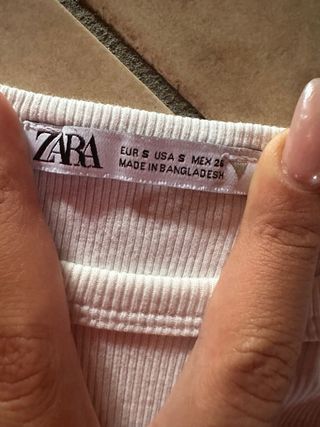 ZARA
EUR S USA S MEX 26
MADE IN BANGLADESH